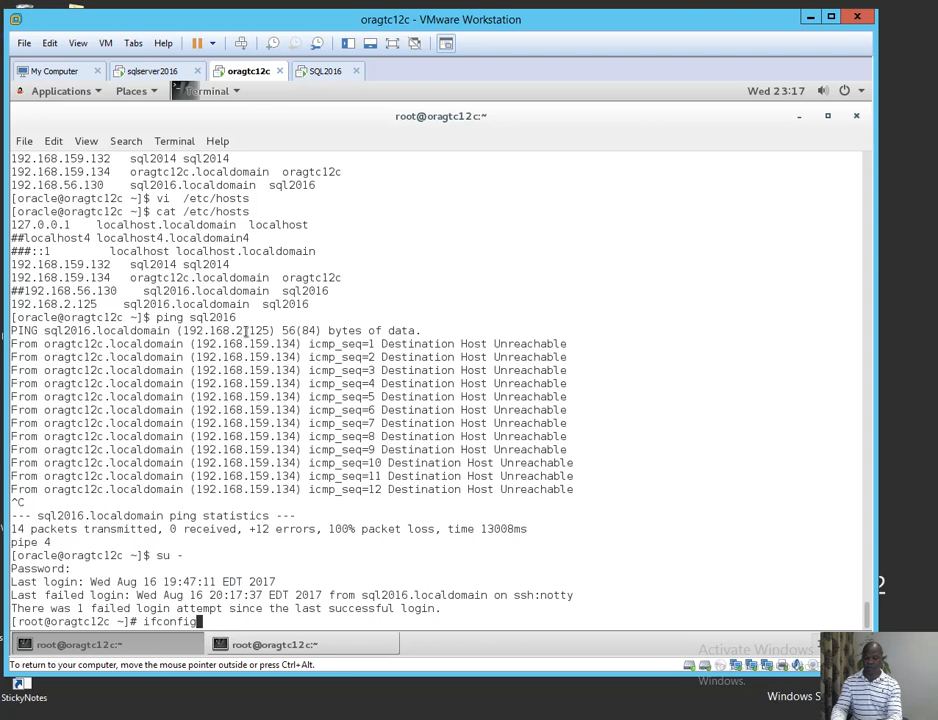 oragtc12c - VMware Workstation
File Edit View VM Tabs Help
My Computer sqlserver2016 oragtc12c SQL2016
Applications Places Terminal Wed 23:17
root@oragtc12c:~
File Edit View Search Terminal Help
192.168.159.132 sql2014 sql2014
192.168.159.134 oragtc12c.localdomain oragtc12c
192.168.56.130 sql2016.localdomain sql2016
[oracle@oragtc12c ~]$ vi /etc/hosts
[oracle@oragtc12c ~]$ cat /etc/hosts
127.0.0.1 localhost.localdomain localhost
##localhost4 localhost4.localdomain4
###::1 localhost localhost.localdomain
192.168.159.132 sql2014 sql2014
192.168.159.134 oragtc12c.localdomain oragtc12c
##192.168.56.130 sql2016.localdomain sql2016
192.168.2.125 sql2016.localdomain sql2016
[oracle@oragtc12c ~]$ ping sql2016
PING sql2016.localdomain (192.168.2.125) 56(84) bytes of data.
From oragtc12c.localdomain (192.168.159.134) icmp_seq=1 Destination Host Unreachable
From oragtc12c.localdomain (192.168.159.134) icmp_seq=2 Destination Host Unreachable
From oragtc12c.localdomain (192.168.159.134) icmp_seq=3 Destination Host Unreachable
From oragtc12c.localdomain (192.168.159.134) icmp_seq=4 Destination Host Unreachable
From oragtc12c.localdomain (192.168.159.134) icmp_seq=5 Destination Host Unreachable
From oragtc12c.localdomain (192.168.159.134) icmp_seq=6 Destination Host Unreachable
From oragtc12c.localdomain (192.168.159.134) icmp_seq=7 Destination Host Unreachable
From oragtc12c.localdomain (192.168.159.134) icmp_seq=8 Destination Host Unreachable
From oragtc12c.localdomain (192.168.159.134) icmp_seq=9 Destination Host Unreachable
From oragtc12c.localdomain (192.168.159.134) icmp_seq=10 Destination Host Unreachable
From oragtc12c.localdomain (192.168.159.134) icmp_seq=11 Destination Host Unreachable
From oragtc12c.localdomain (192.168.159.134) icmp_seq=12 Destination Host Unreachable
^C
--- sql2016.localdomain ping statistics ---
14 packets transmitted, 0 received, +12 errors, 100% packet loss, time 13008ms
pipe 4
[oracle@oragtc12c ~]$ su -
Password:
Last login: Wed Aug 16 19:47:11 EDT 2017
Last failed login: Wed Aug 16 20:17:37 EDT 2017 from sql2016.localdomain on ssh:notty
There was 1 failed login attempt since the last successful login.
[root@oragtc12c ~]# ifconfig
root@oragtc12c:~ root@oragtc12c:~
Activate Windows
To return to your computer, move the mouse pointer outside or press Ctrl+Alt.
Windows.
StickyNotes
Windows S
2